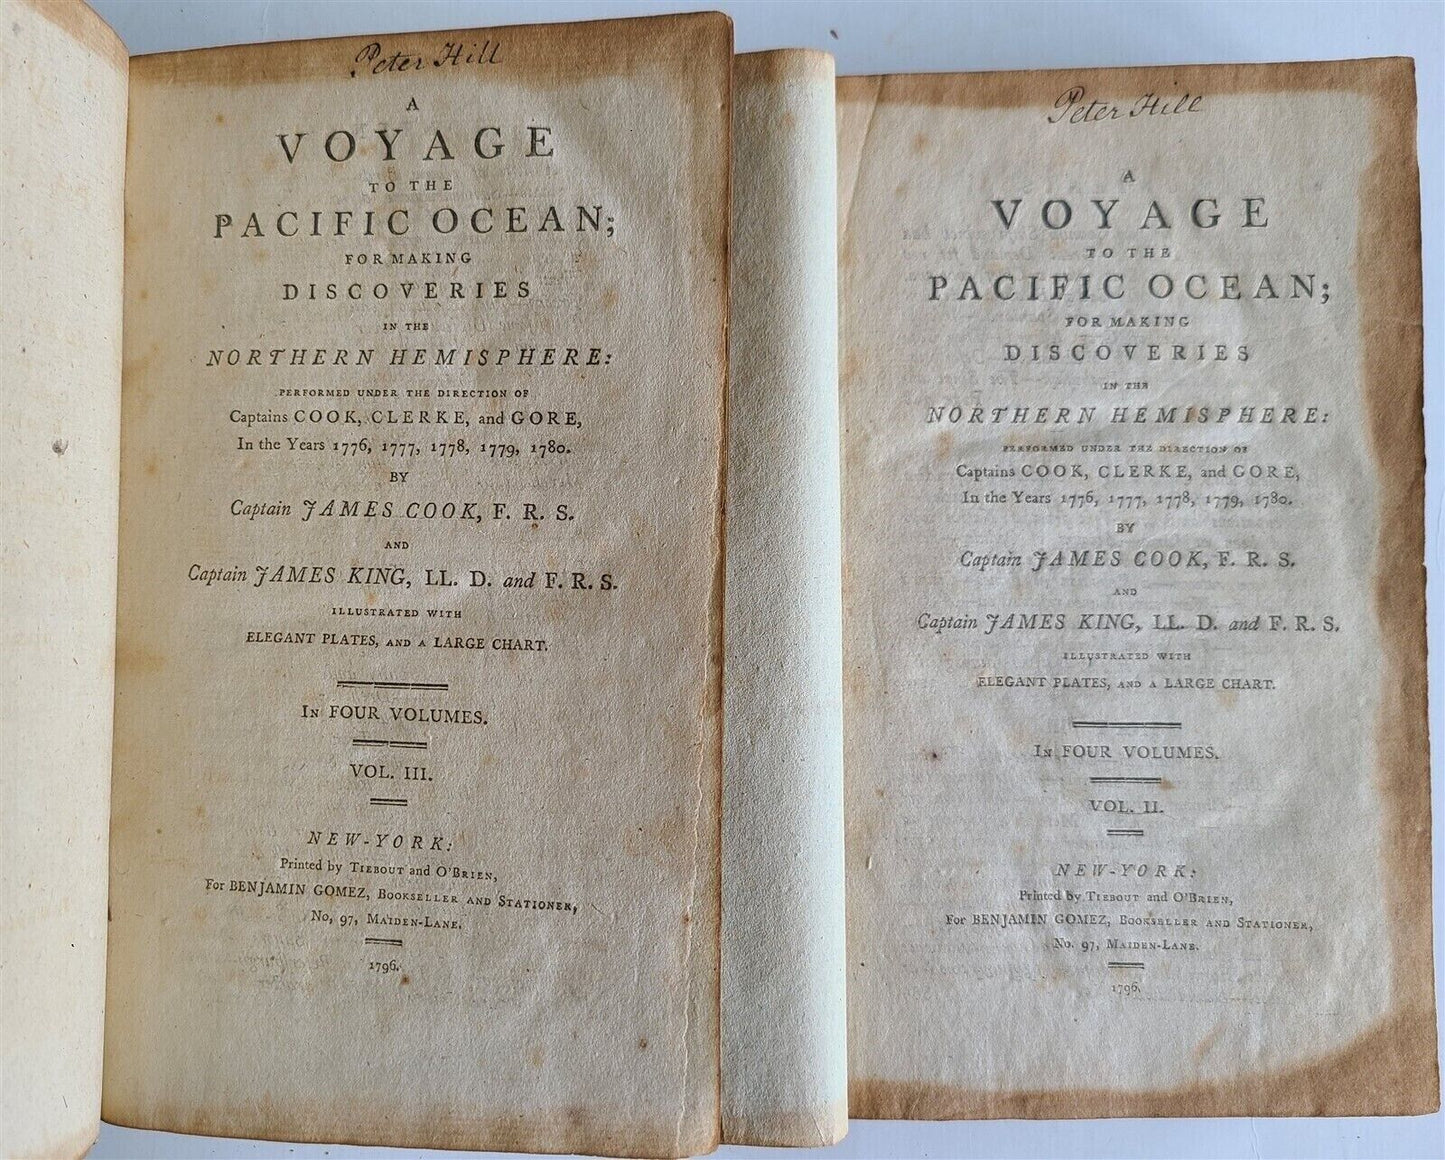 Peter Hill
A
VOYAGE
TO THE
PACIFIC OCEAN;
FOR MAKING
DISCOVERIES
IN THE
NORTHERN HEMISPHERE:
PERFORMED UNDER THE DIRECTION OF
Captains COOK, CLERKE, and GORE,
In the Years 1776, 1777, 1778, 1779, 1780.
BY
Captain JAMES COOK, F. R. S.
AND
Captain JAMES KING, LL. D. and F. R. S.
ILLUSTRATED WITH
ELEGANT PLATES, AND A LARGE CHART.
IN FOUR VOLUMES.
VOL. III.
NEW-YORK:
Printed by TIEBOUT and O'BRIEN,
For BENJAMIN GOMEZ, BOOKSELLER AND STATIONER,
No, 97, MAIDEN-LANE.
1796.
Peter Hill
A
VOYAGE
TO THE
PACIFIC OCEAN;
FOR MAKING
DISCOVERIES
IN THE
NORTHERN HEMISPHERE:
PERFORMED UNDER THE DIRECTION OF
Captains COOK, CLERKE, and GORE,
In the Years 1776, 1777, 1778, 1779, 1780.
BY
Captain JAMES COOK, F. R. S.
AND
Captain JAMES KING, LL. D. and F. R. S.
ILLUSTRATED WITH
ELEGANT PLATES, AND A LARGE CHART.
IN FOUR VOLUMES.
VOL. II.
NEW-YORK:
Printed by TIEBOUT and O'BRIEN,
For BENJAMIN GOMEZ, BOOKSELLER AND STATIONER,
No. 97, MAIDEN-LANE.
1796.